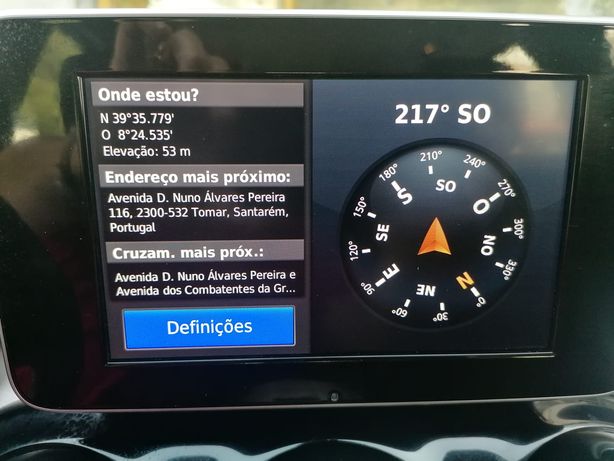 Onde estou?
N 39°35.779'
O 8°24.535'
Elevação: 53 m
Endereço mais próximo:
Avenida D. Nuno Álvares Pereira
116, 2300-532 Tomar, Santarém,
Portugal
Cruzam. mais próx.:
Avenida D. Nuno Álvares Pereira e
Avenida dos Combatentes da Gr...
Definições
217° SO
210°
240°
180°
270°
150°
300°
120°
330°
90°
0°
60°
30°
SO
S
O
SE
NO
E
N
NE